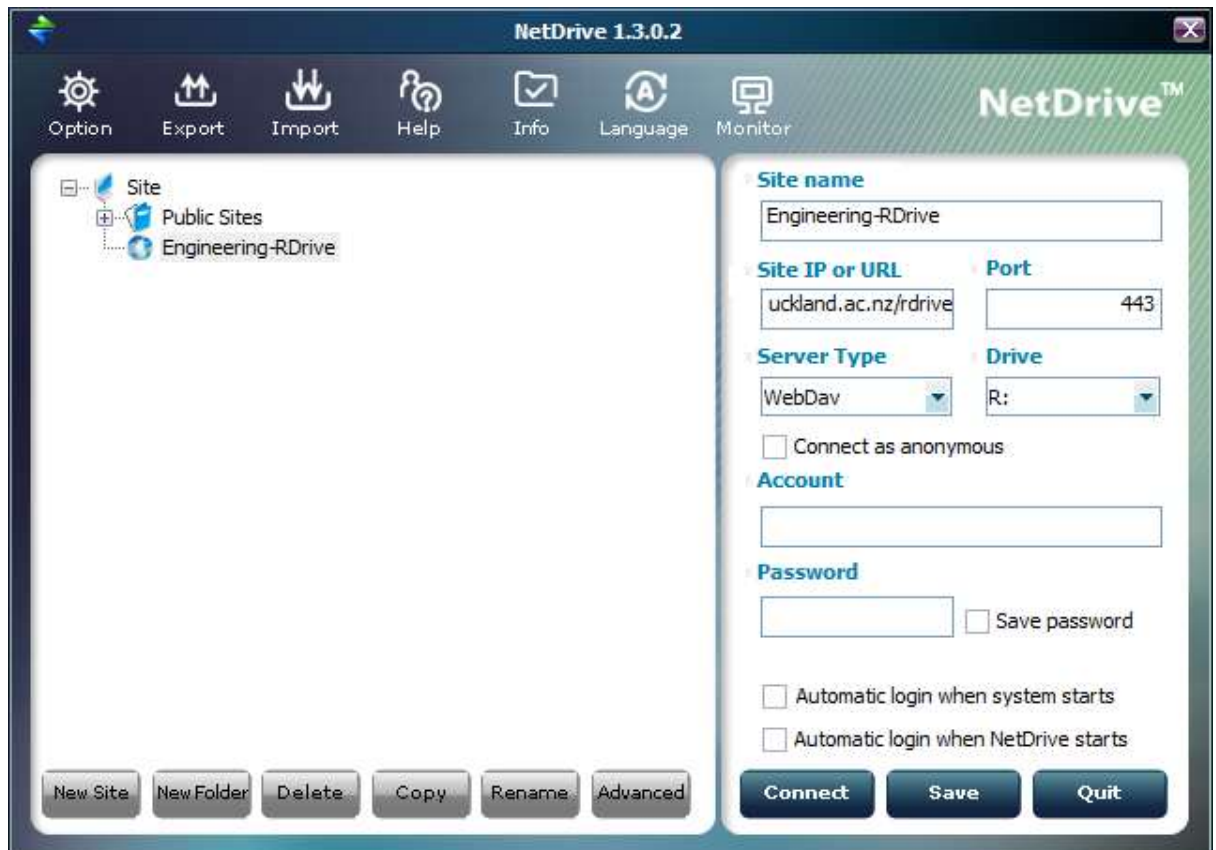 NetDrive 1.3.0.2
Option Export Import Help Info Language Monitor
NetDrive™
Site
Public Sites
Engineering-RDrive
Site name
Engineering-RDrive
Site IP or URL Port
uckland.ac.nz/rdrive 443
Server Type Drive
WebDav R:
Connect as anonymous
Account
Password
Save password
Automatic login when system starts
Automatic login when NetDrive starts
New Site New Folder Delete Copy Rename Advanced
Connect Save Quit